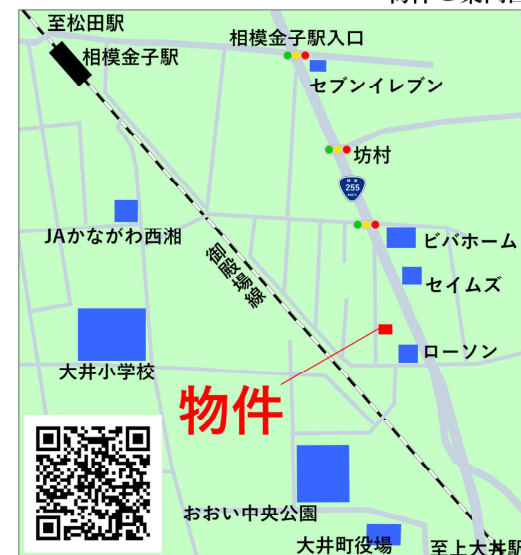 至松田駅
相模金子駅
相模金子駅入口
セブンイレブン
坊村
255
JAかながわ西湘
御殿場線
ビバホーム
セイムズ
ローソン
大井小学校
物件
おおい中央公園
大井町役場
至上大井駅